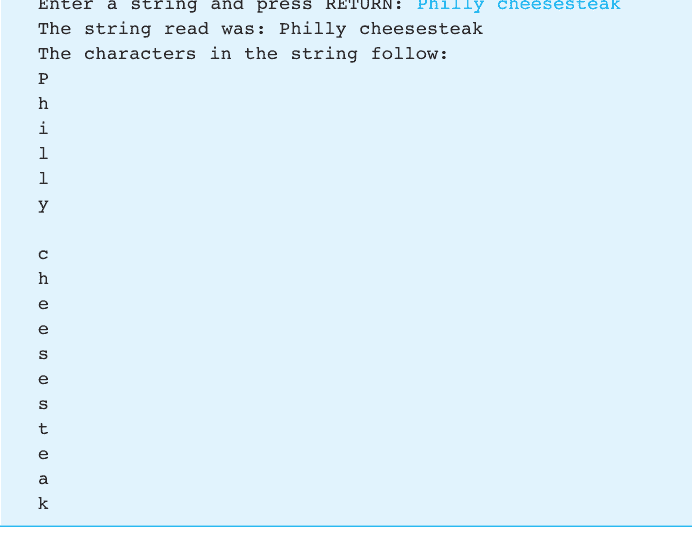 Enter a string and press RETURN: Philly cheesesteak
The string read was: Philly cheesesteak
The characters in the string follow:
P
h
i
l
l
y

c
h
e
e
s
e
s
t
e
a
k